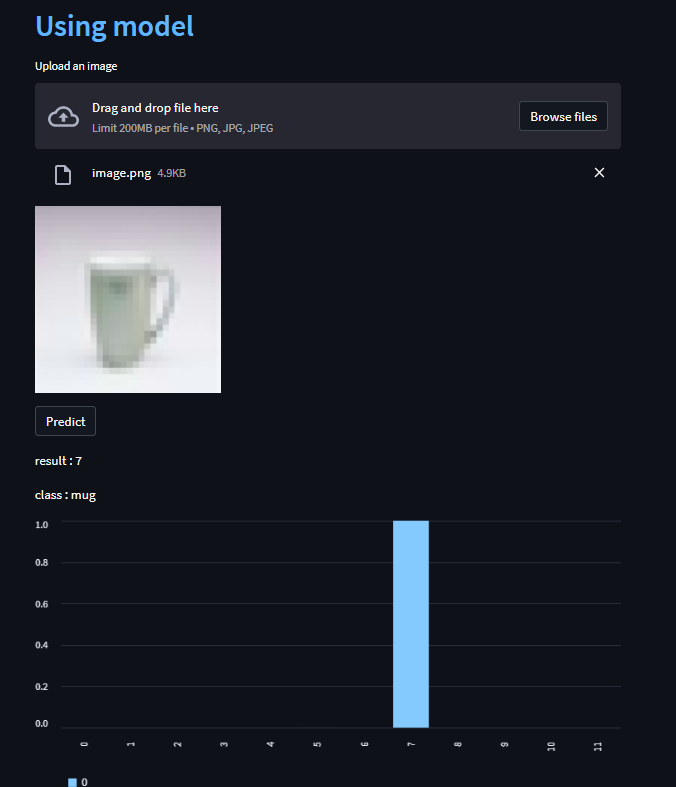 Using model
Upload an image
Drag and drop file here
Limit 200MB per file • PNG, JPG, JPEG
Browse files
image.png 4.9KB
Predict
result : 7
class : mug
1.0
0.8
0.6
0.4
0.2
0.0
0 1 2 3 4 5 6 7 8 9 10 11
0